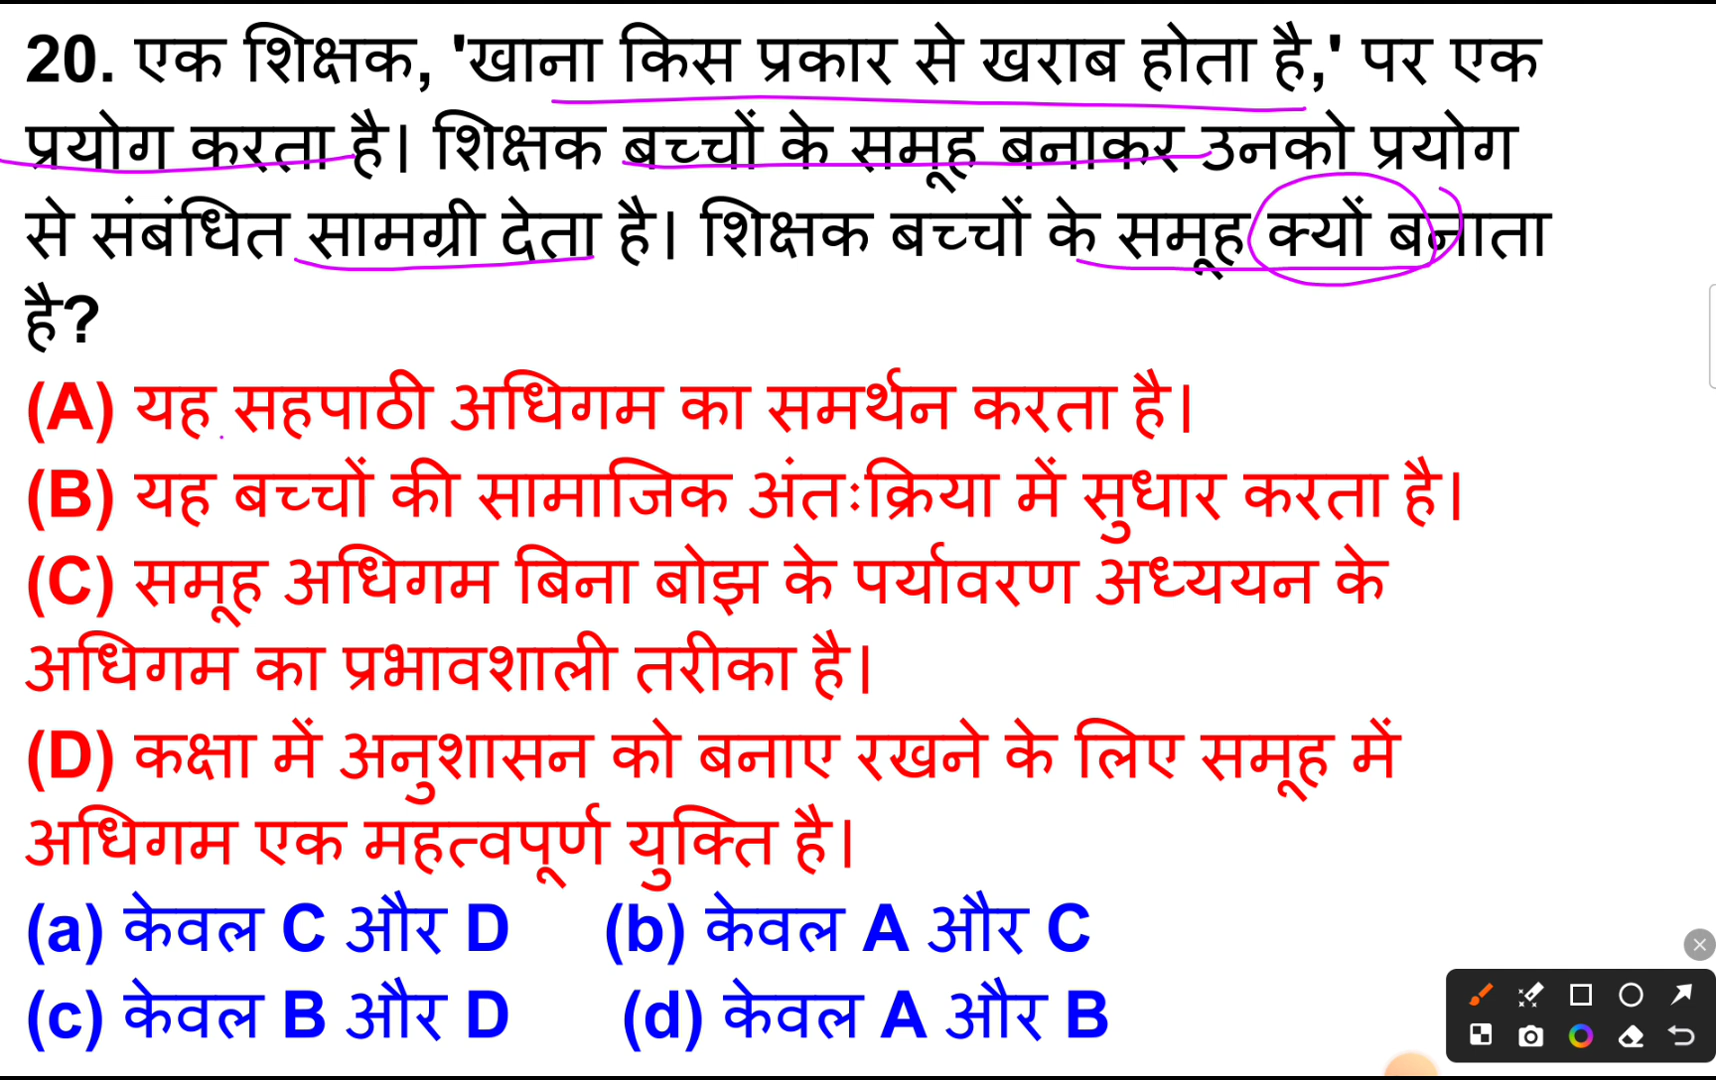 20. एक शिक्षक, 'खाना किस प्रकार से खराब होता है,' पर एक
प्रयोग करता है। शिक्षक बच्चों के समूह बनाकर उनको प्रयोग
से संबंधित सामग्री देता है। शिक्षक बच्चों के समूह क्यों बनाता
है?
(A) यह सहपाठी अधिगम का समर्थन करता है।
(B) यह बच्चों की सामाजिक अंतःक्रिया में सुधार करता है।
(C) समूह अधिगम बिना बोझ के पर्यावरण अध्ययन के
अधिगम का प्रभावशाली तरीका है।
(D) कक्षा में अनुशासन को बनाए रखने के लिए समूह में
अधिगम एक महत्वपूर्ण युक्ति है।
(a) केवल C और D (b) केवल A और C
(c) केवल B और D (d) केवल A और B